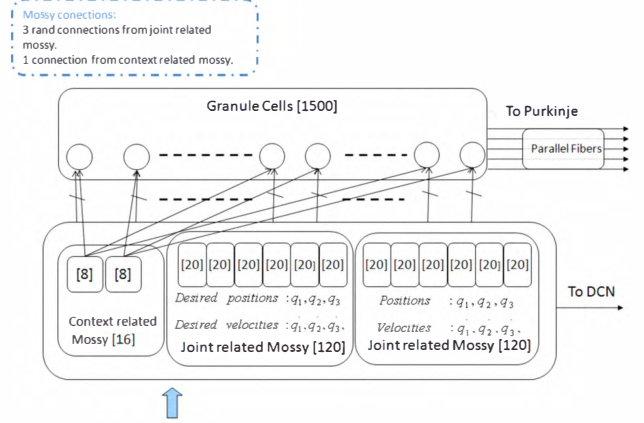 Mossy conections:
3 rand connections from joint related
mossy.
1 connection from context related mossy.
Granule Cells [1500]
To Purkinje
Parallel Fibers
[8] [8]
[20] [20] [20] [20] [20] [20]
[20] [20] [20] [20] [20] [20]
Desired positions : q1, q2, q3
Desired velocities : q̇1, q̇2, q̇3,
Positions : q1, q2, q3
Velocities : q̇1, q̇2, q̇3,
Context related
Mossy [16]
Joint related Mossy [120]
Joint related Mossy [120]
To DCN